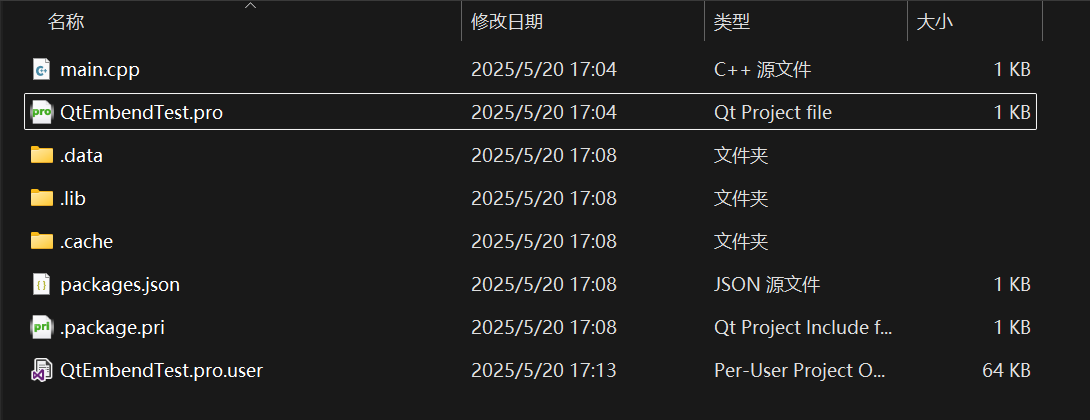 名称 修改日期 类型 大小
main.cpp 2025/5/20 17:04 C++ 源文件 1 KB
QtEmbendTest.pro 2025/5/20 17:04 Qt Project file 1 KB
.data 2025/5/20 17:08 文件夹
.lib 2025/5/20 17:08 文件夹
.cache 2025/5/20 17:08 文件夹
packages.json 2025/5/20 17:08 JSON 源文件 1 KB
.package.pri 2025/5/20 17:08 Qt Project Include f... 1 KB
QtEmbendTest.pro.user 2025/5/20 17:13 Per-User Project O... 64 KB